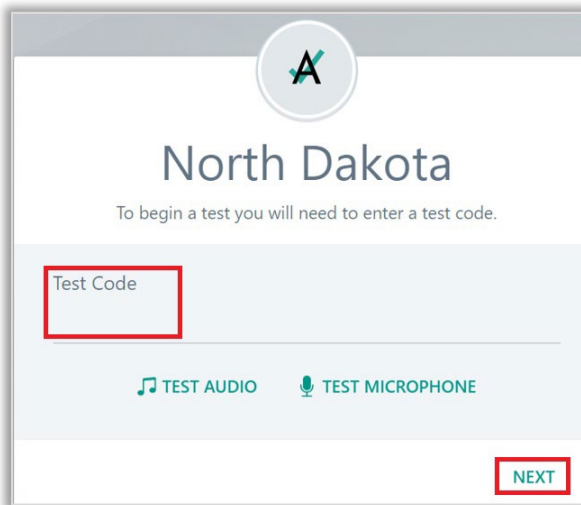 North Dakota
To begin a test you will need to enter a test code.
Test Code
TEST AUDIO TEST MICROPHONE
NEXT